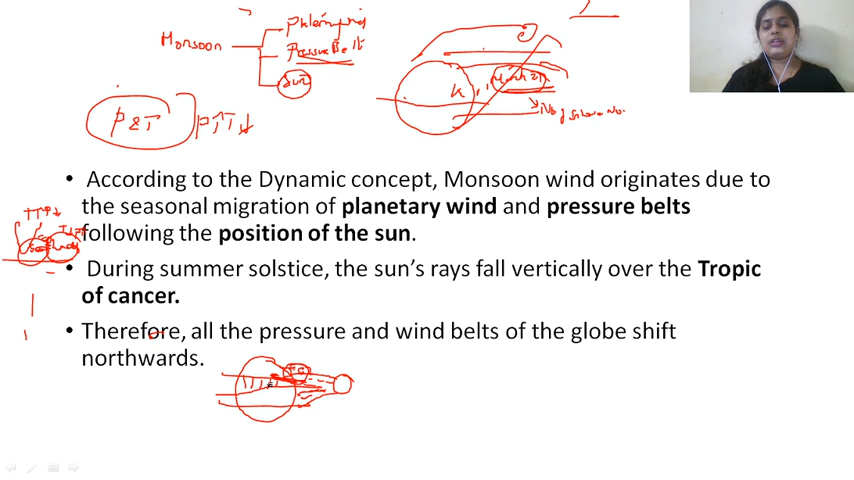 Monsoon
Pressure Belt
Sun
P & T
P↑T↓
• According to the Dynamic concept, Monsoon wind originates due to
the seasonal migration of planetary wind and pressure belts
following the position of the sun.
• During summer solstice, the sun's rays fall vertically over the Tropic
of cancer.
• Therefore, all the pressure and wind belts of the globe shift
northwards.